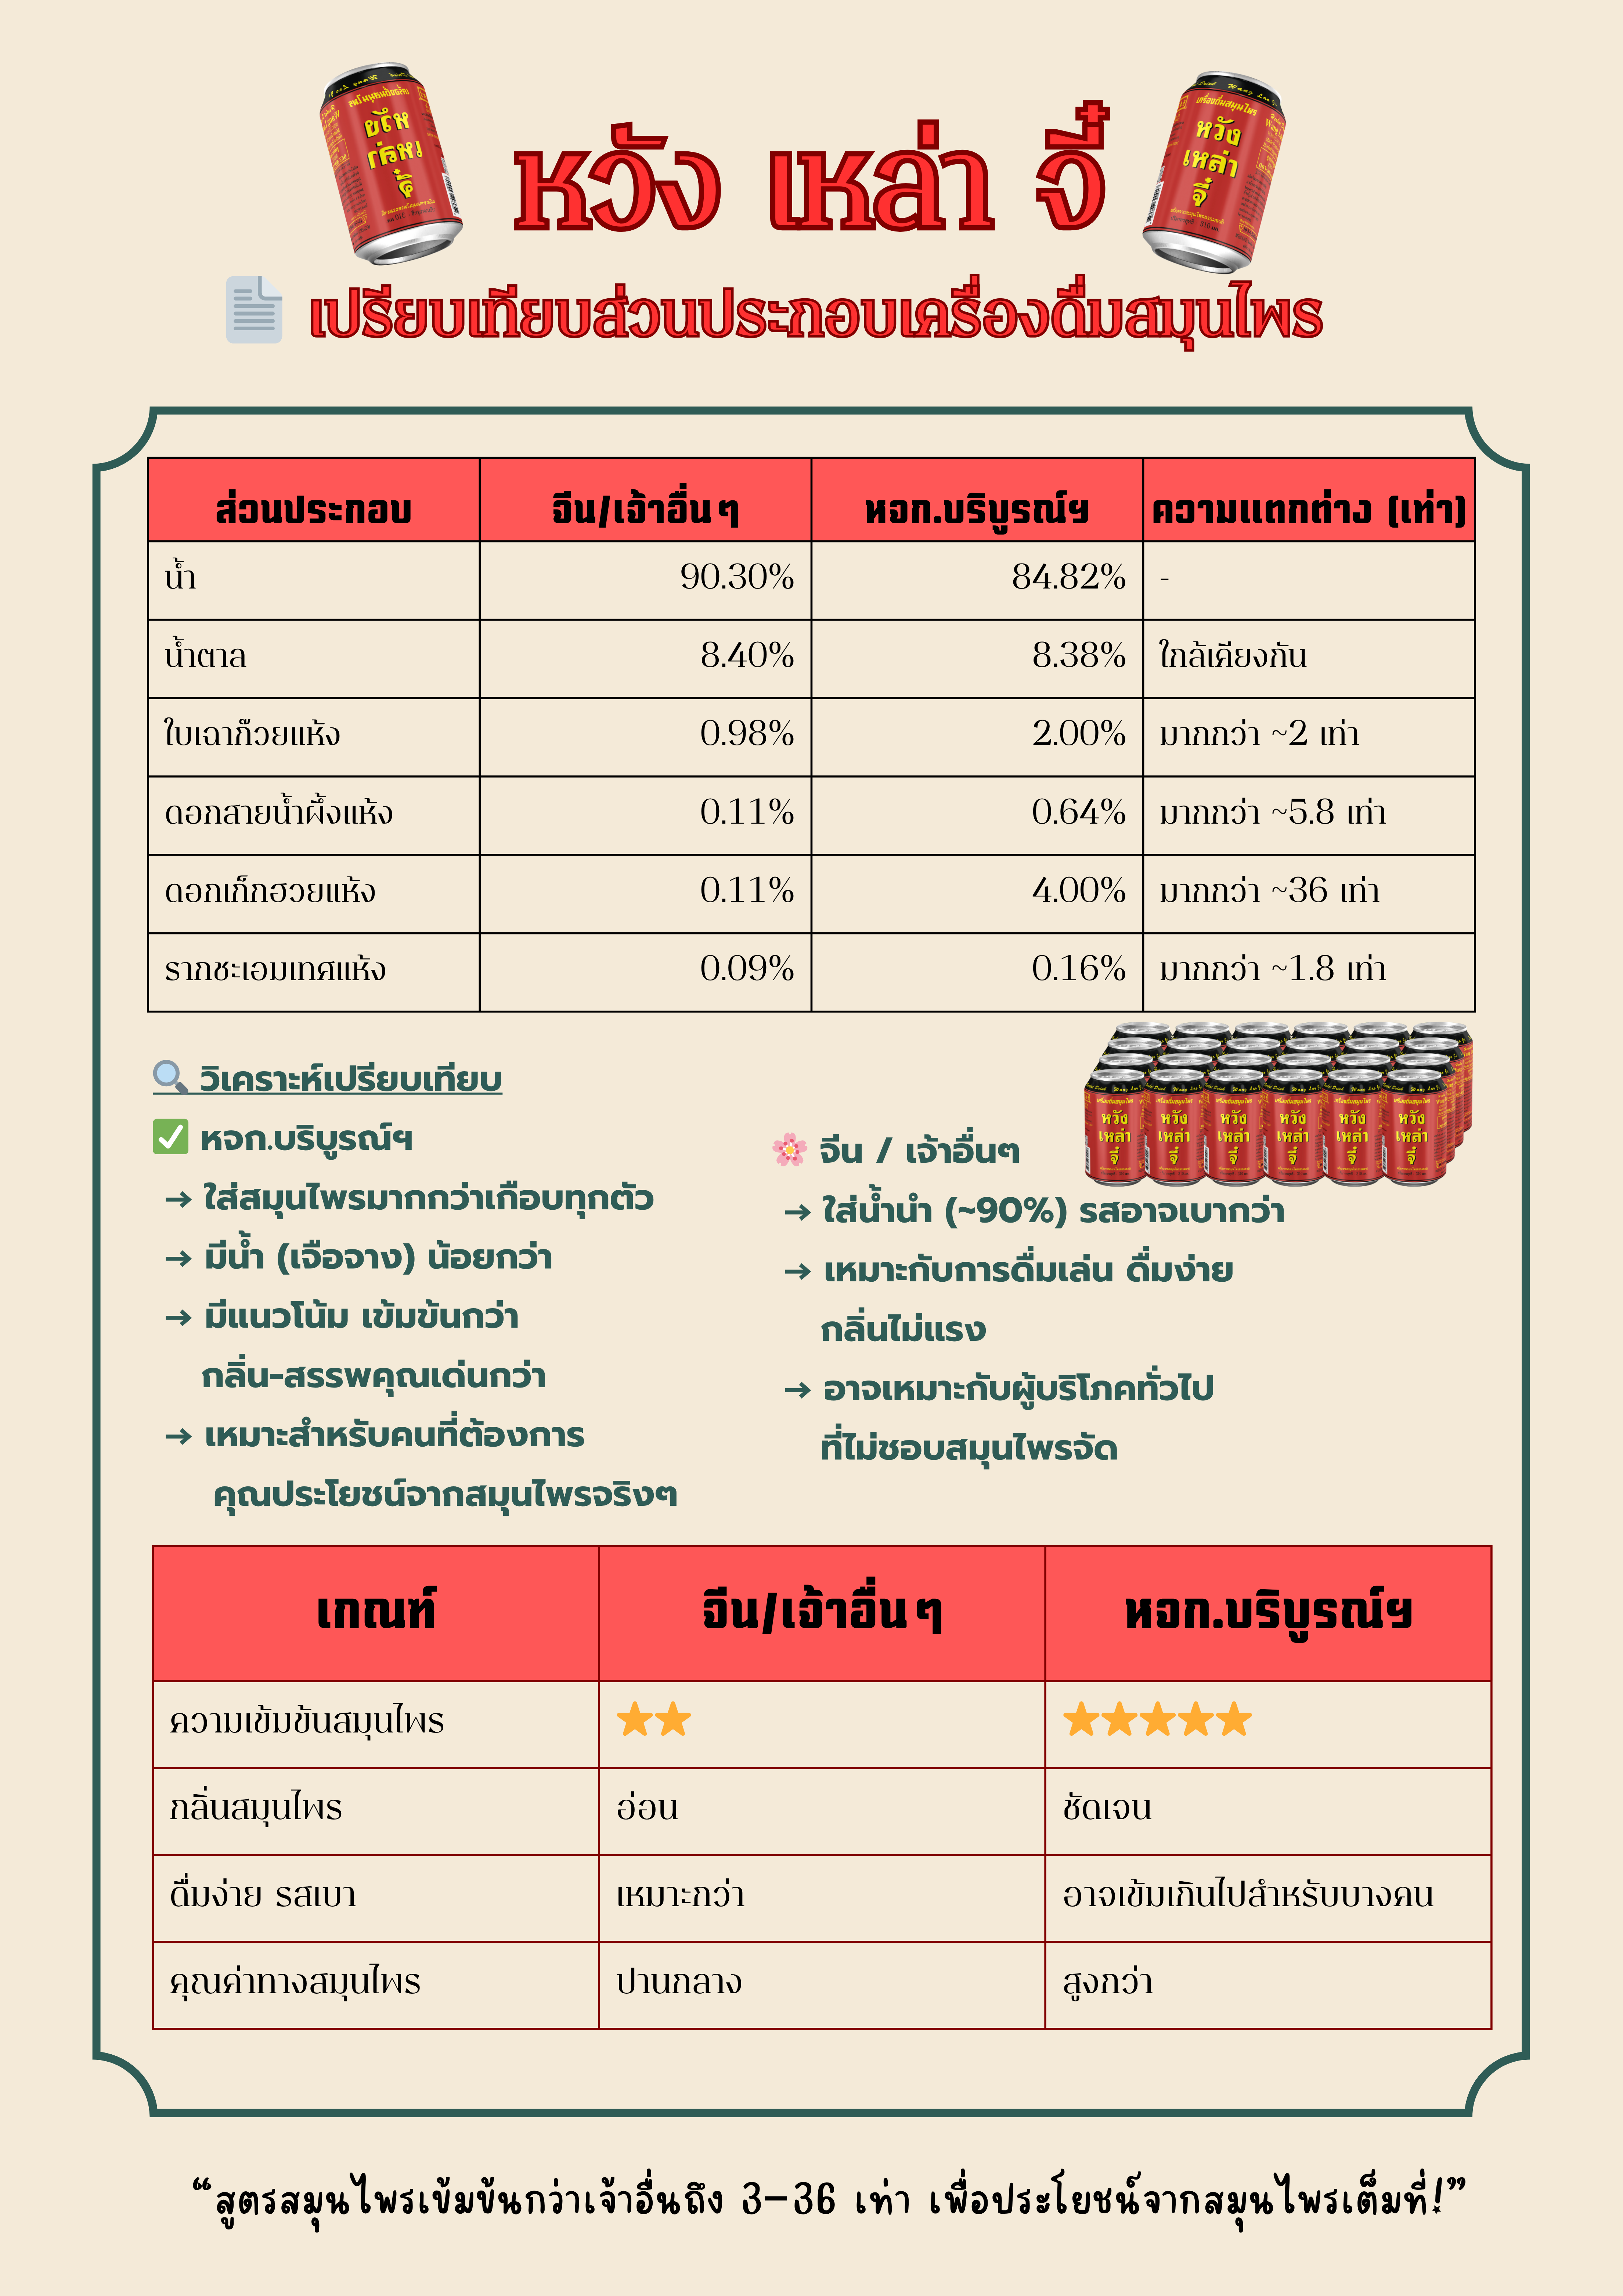 หวัง เหล่า จี๋
เปรียบเทียบส่วนประกอบเครื่องดื่มสมุนไพร
ส่วนประกอบ จีน/เจ้าอื่นๆ หจก.บริบูรณ์ฯ ความแตกต่าง (เท่า)
น้ำ 90.30% 84.82% -
น้ำตาล 8.40% 8.38% ใกล้เคียงกัน
ใบเฉาก๊วยแห้ง 0.98% 2.00% มากกว่า ~2 เท่า
ดอกสายน้ำผึ้งแห้ง 0.11% 0.64% มากกว่า ~5.8 เท่า
ดอกเก็กฮวยแห้ง 0.11% 4.00% มากกว่า ~36 เท่า
รากชะเอมเทศแห้ง 0.09% 0.16% มากกว่า ~1.8 เท่า
วิเคราะห์เปรียบเทียบ
หจก.บริบูรณ์ฯ
→ ใส่สมุนไพรมากกว่าเกือบทุกตัว
→ มีน้ำ (เจือจาง) น้อยกว่า
→ มีแนวโน้ม เข้มข้นกว่า
กลิ่น-สรรพคุณเด่นกว่า
→ เหมาะสำหรับคนที่ต้องการ
คุณประโยชน์จากสมุนไพรจริงๆ
จีน / เจ้าอื่นๆ
→ ใส่น้ำนำ (~90%) รสอาจเบากว่า
→ เหมาะกับการดื่มเล่น ดื่มง่าย
กลิ่นไม่แรง
→ อาจเหมาะกับผู้บริโภคทั่วไป
ที่ไม่ชอบสมุนไพรจัด
เกณฑ์ จีน/เจ้าอื่นๆ หจก.บริบูรณ์ฯ
ความเข้มข้นสมุนไพร ⭐⭐ ⭐⭐⭐⭐⭐
กลิ่นสมุนไพร อ่อน ชัดเจน
ดื่มง่าย รสเบา เหมาะกว่า อาจเข้มเกินไปสำหรับบางคน
คุณค่าทางสมุนไพร ปานกลาง สูงกว่า
“สูตรสมุนไพรเข้มข้นกว่าเจ้าอื่นถึง 3–36 เท่า เพื่อประโยชน์จากสมุนไพรเต็มที่!”